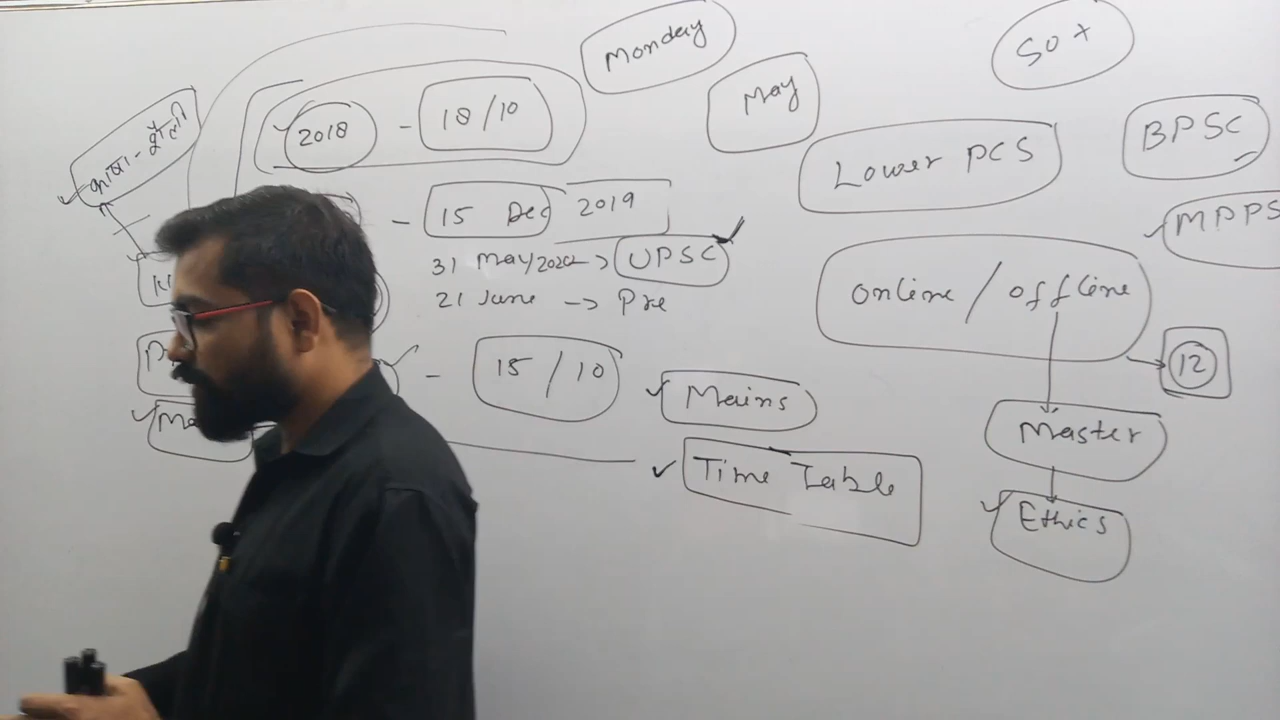 Monday
50+
May
2018 - 18/10
BPSC
Lower PCS
भाषा - शैली
- 15 Dec 2019
MPPS
31 May 2020 → UPSC
Online / offline
21 June → Pre
12
- 15/10
Mains
Master
Time Table
Ethics